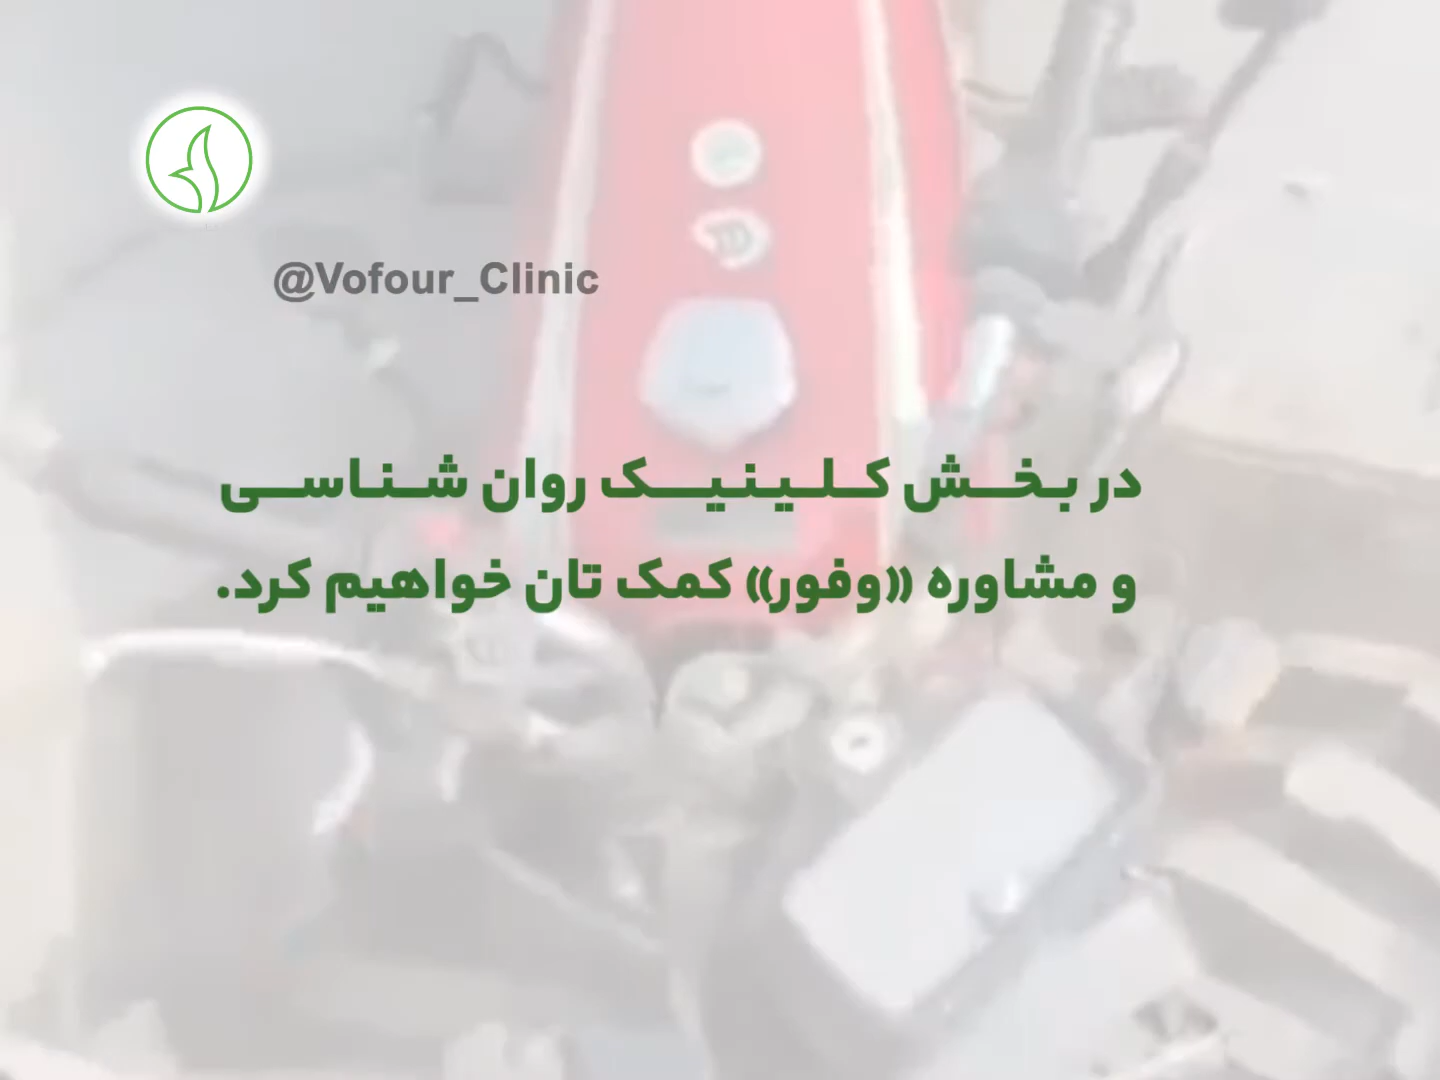 @Vofour_Clinic
در بخش کلینیک روان شناسی
و مشاوره «وفور» کمک تان خواهیم کرد.